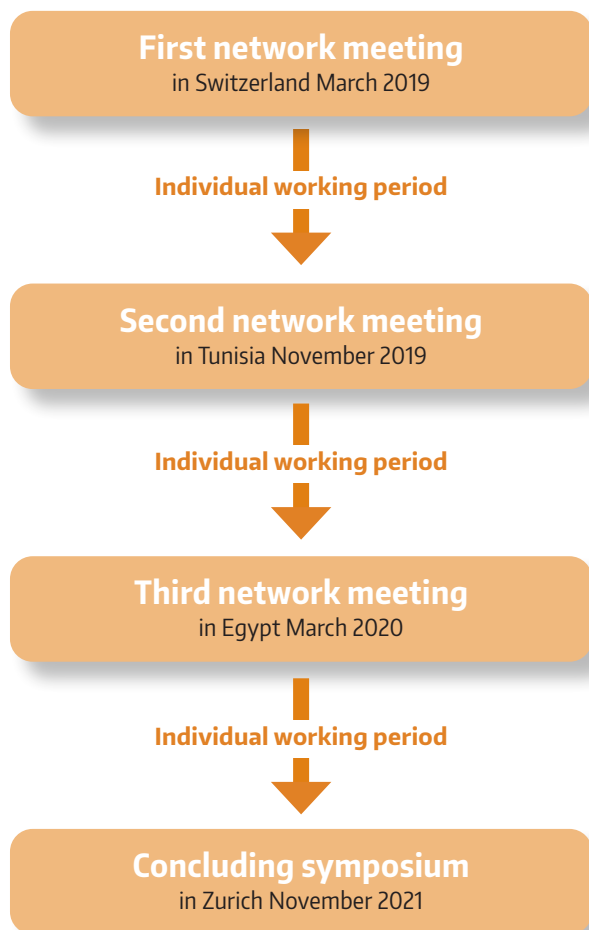 First network meeting
in Switzerland March 2019
Individual working period
Second network meeting
in Tunisia November 2019
Individual working period
Third network meeting
in Egypt March 2020
Individual working period
Concluding symposium
in Zurich November 2021